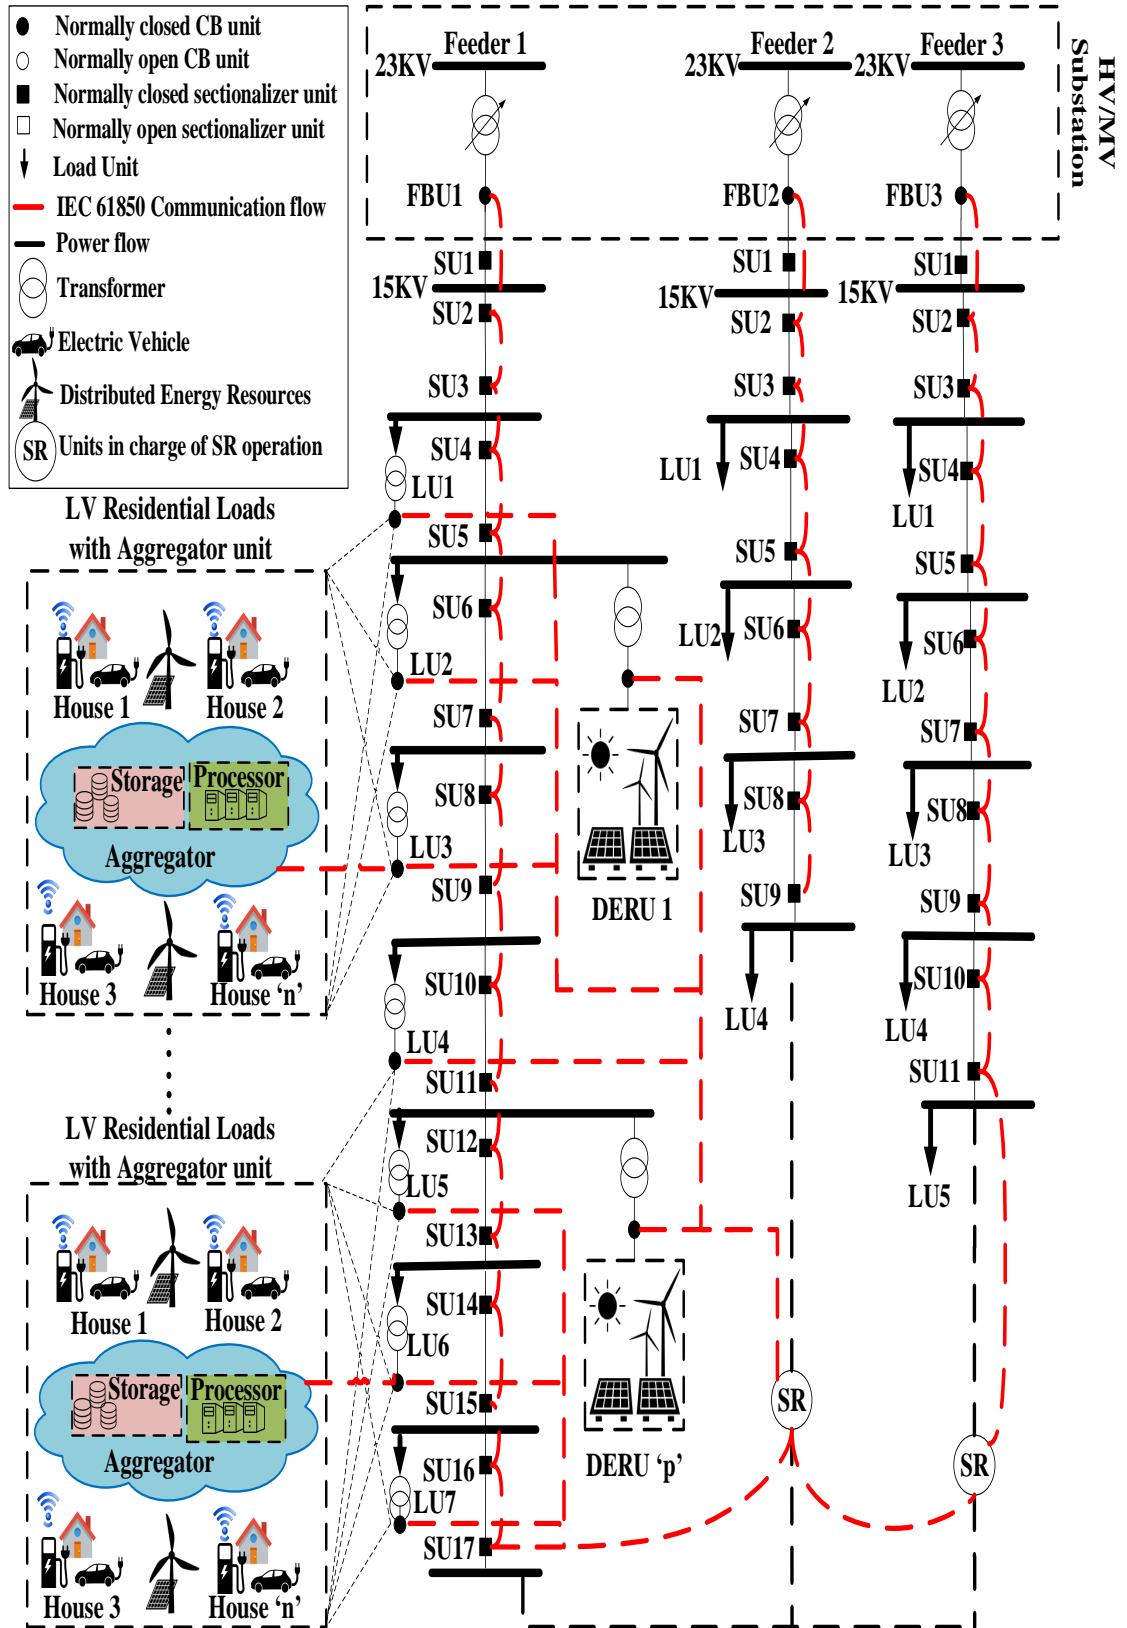 Normally closed CB unit
Normally open CB unit
Normally closed sectionalizer unit
Normally open sectionalizer unit
Load Unit
IEC 61850 Communication flow
Power flow
Transformer
Electric Vehicle
Distributed Energy Resources
SR
Units in charge of SR operation
HV/MV
Substation
Feeder 1
23KV
FBU1
SU1
15KV
SU2
SU3
SU4
LU1
SU5
SU6
LU2
SU7
SU8
LU3
SU9
SU10
LU4
SU11
SU12
LU5
SU13
SU14
LU6
SU15
SU16
LU7
SU17
Feeder 2
23KV
FBU2
SU1
15KV
SU2
SU3
SU4
LU1
SU5
SU6
LU2
SU7
SU8
LU3
SU9
LU4
SR
Feeder 3
23KV
FBU3
SU1
15KV
SU2
SU3
SU4
LU1
SU5
SU6
LU2
SU7
SU8
LU3
SU9
SU10
LU4
SU11
LU5
SR
DERU 1
DERU ‘p’
LV Residential Loads
with Aggregator unit
House 1
House 2
Storage
Processor
Aggregator
House 3
House ‘n’
LV Residential Loads
with Aggregator unit
House 1
House 2
Storage
Processor
Aggregator
House 3
House ‘n’